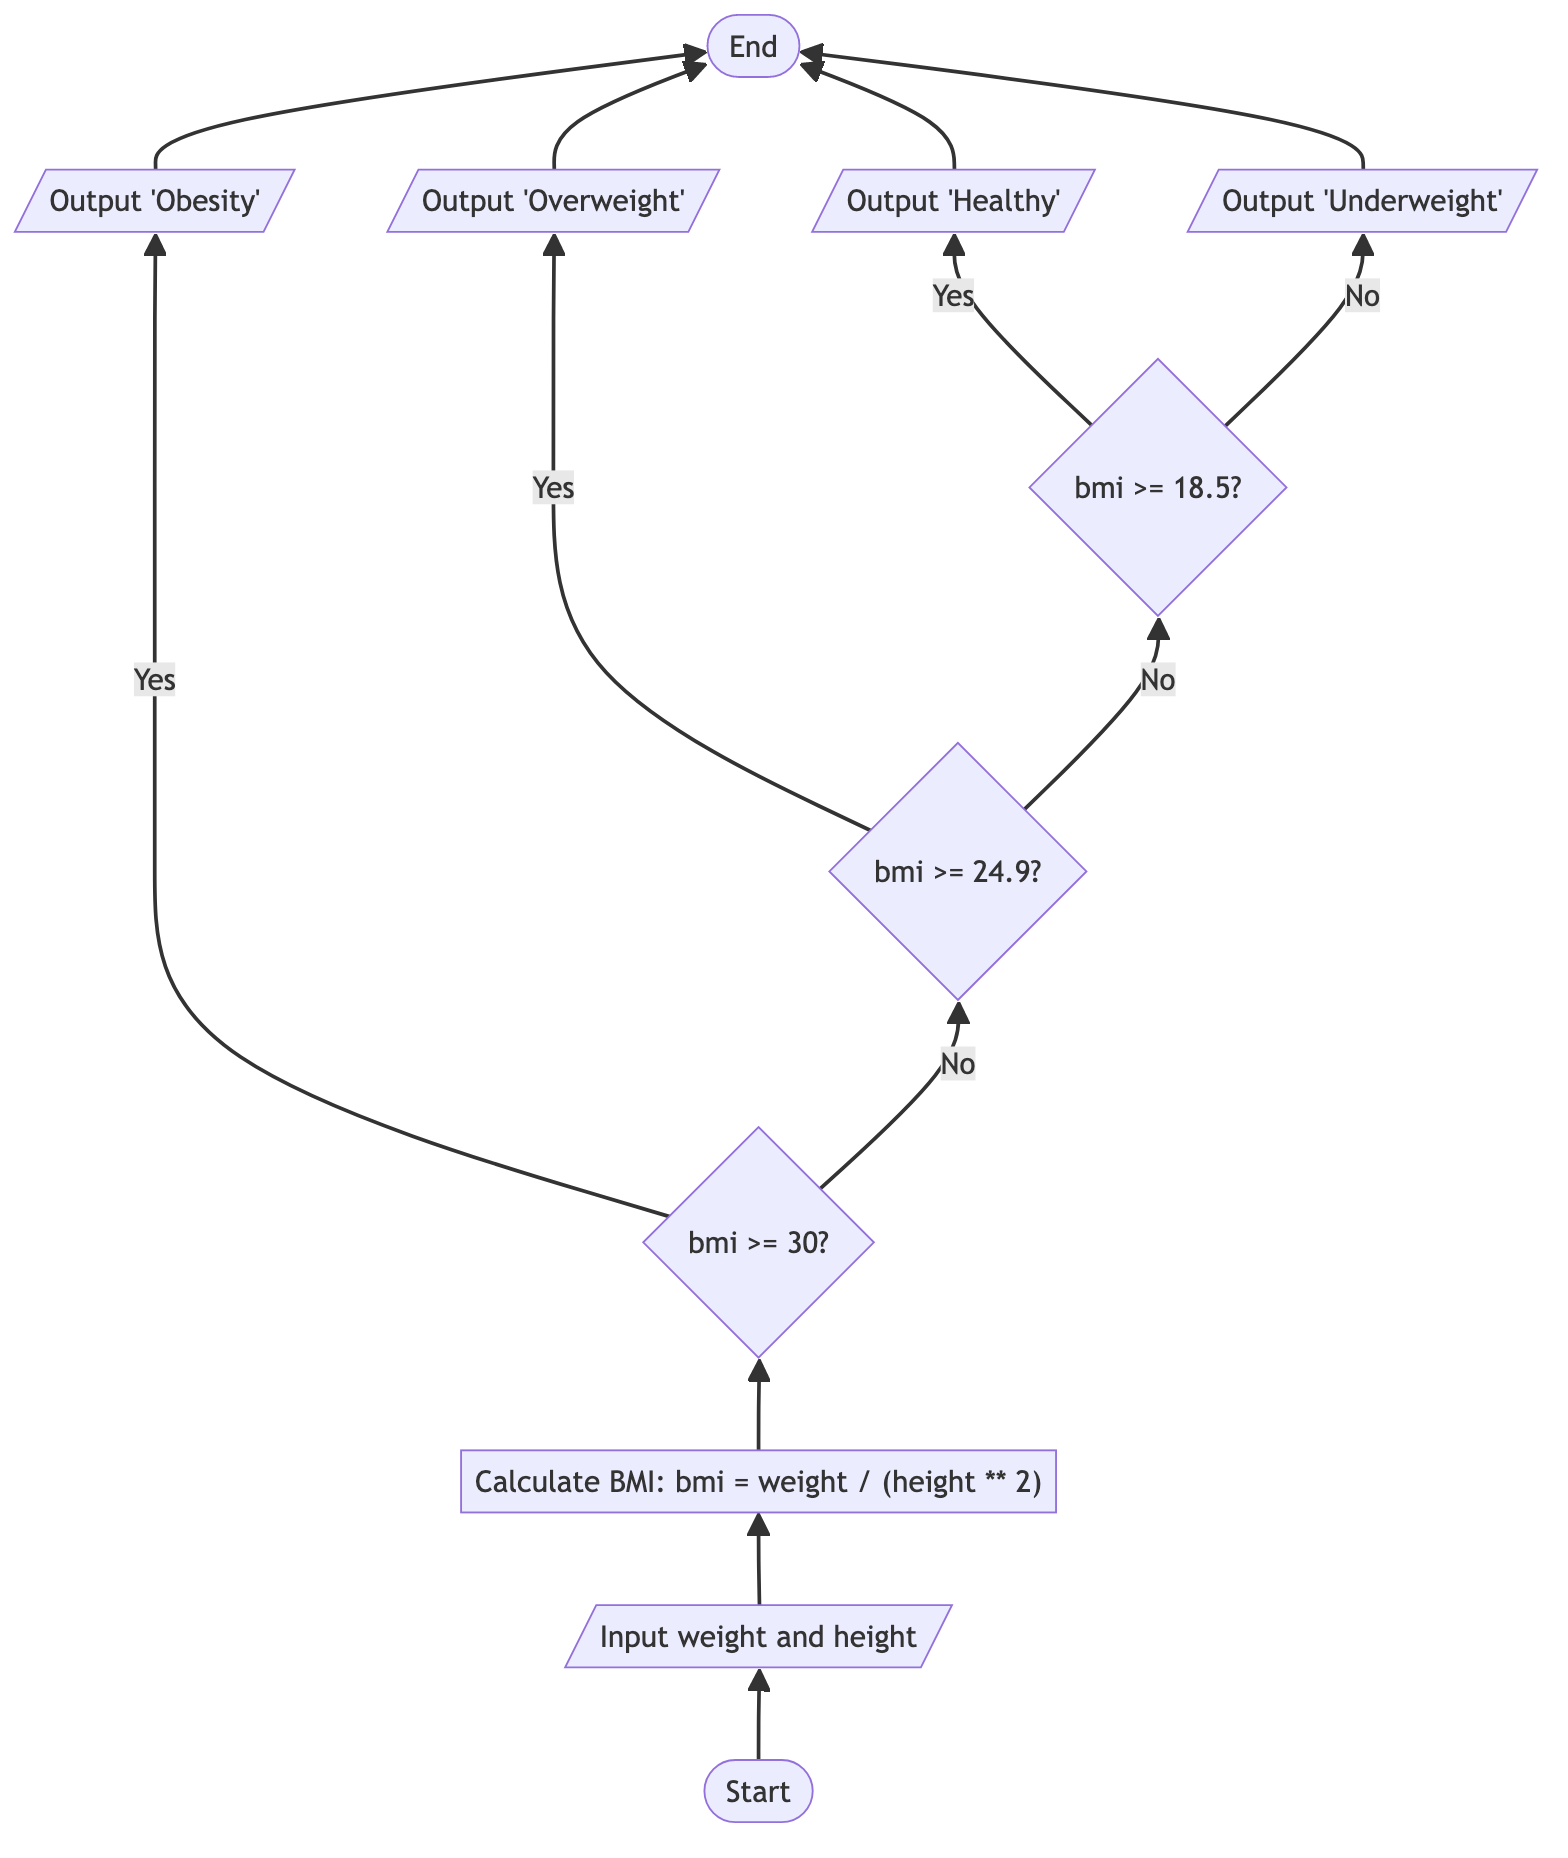 End
Output 'Obesity'
Output 'Overweight'
Output 'Healthy'
Output 'Underweight'
Yes
No
bmi >= 18.5?
Yes
Yes
No
bmi >= 24.9?
No
bmi >= 30?
Calculate BMI: bmi = weight / (height ** 2)
Input weight and height
Start